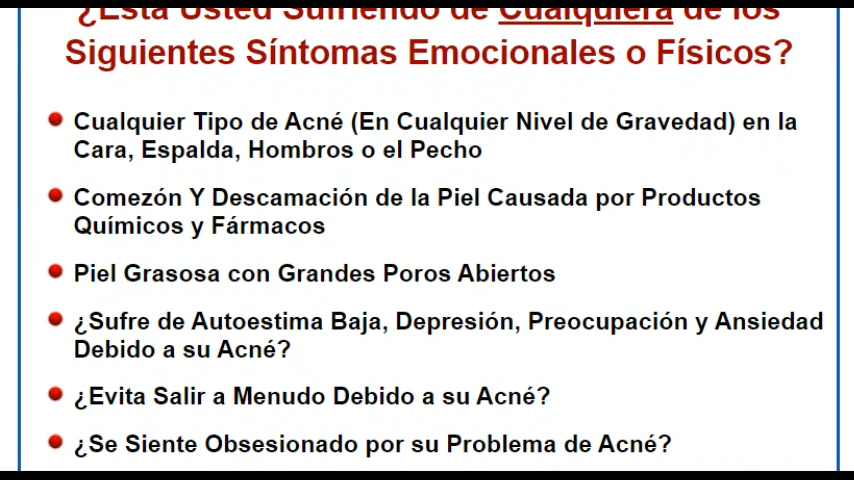 ¿Está Usted Sufriendo de Cualquiera de los
Siguientes Síntomas Emocionales o Físicos?
Cualquier Tipo de Acné (En Cualquier Nivel de Gravedad) en la
Cara, Espalda, Hombros o el Pecho
Comezón Y Descamación de la Piel Causada por Productos
Químicos y Fármacos
Piel Grasosa con Grandes Poros Abiertos
¿Sufre de Autoestima Baja, Depresión, Preocupación y Ansiedad
Debido a su Acné?
¿Evita Salir a Menudo Debido a su Acné?
¿Se Siente Obsesionado por su Problema de Acné?